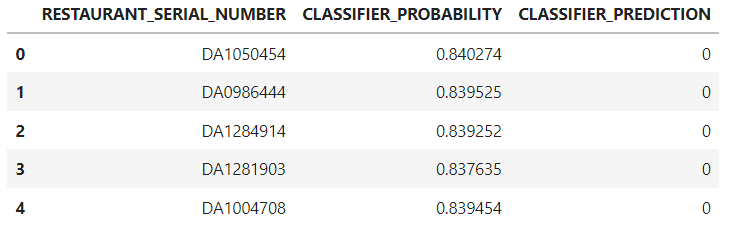 RESTAURANT_SERIAL_NUMBER CLASSIFIER_PROBABILITY CLASSIFIER_PREDICTION
0 DA1050454 0.840274 0
1 DA0986444 0.839525 0
2 DA1284914 0.839252 0
3 DA1281903 0.837635 0
4 DA1004708 0.839454 0